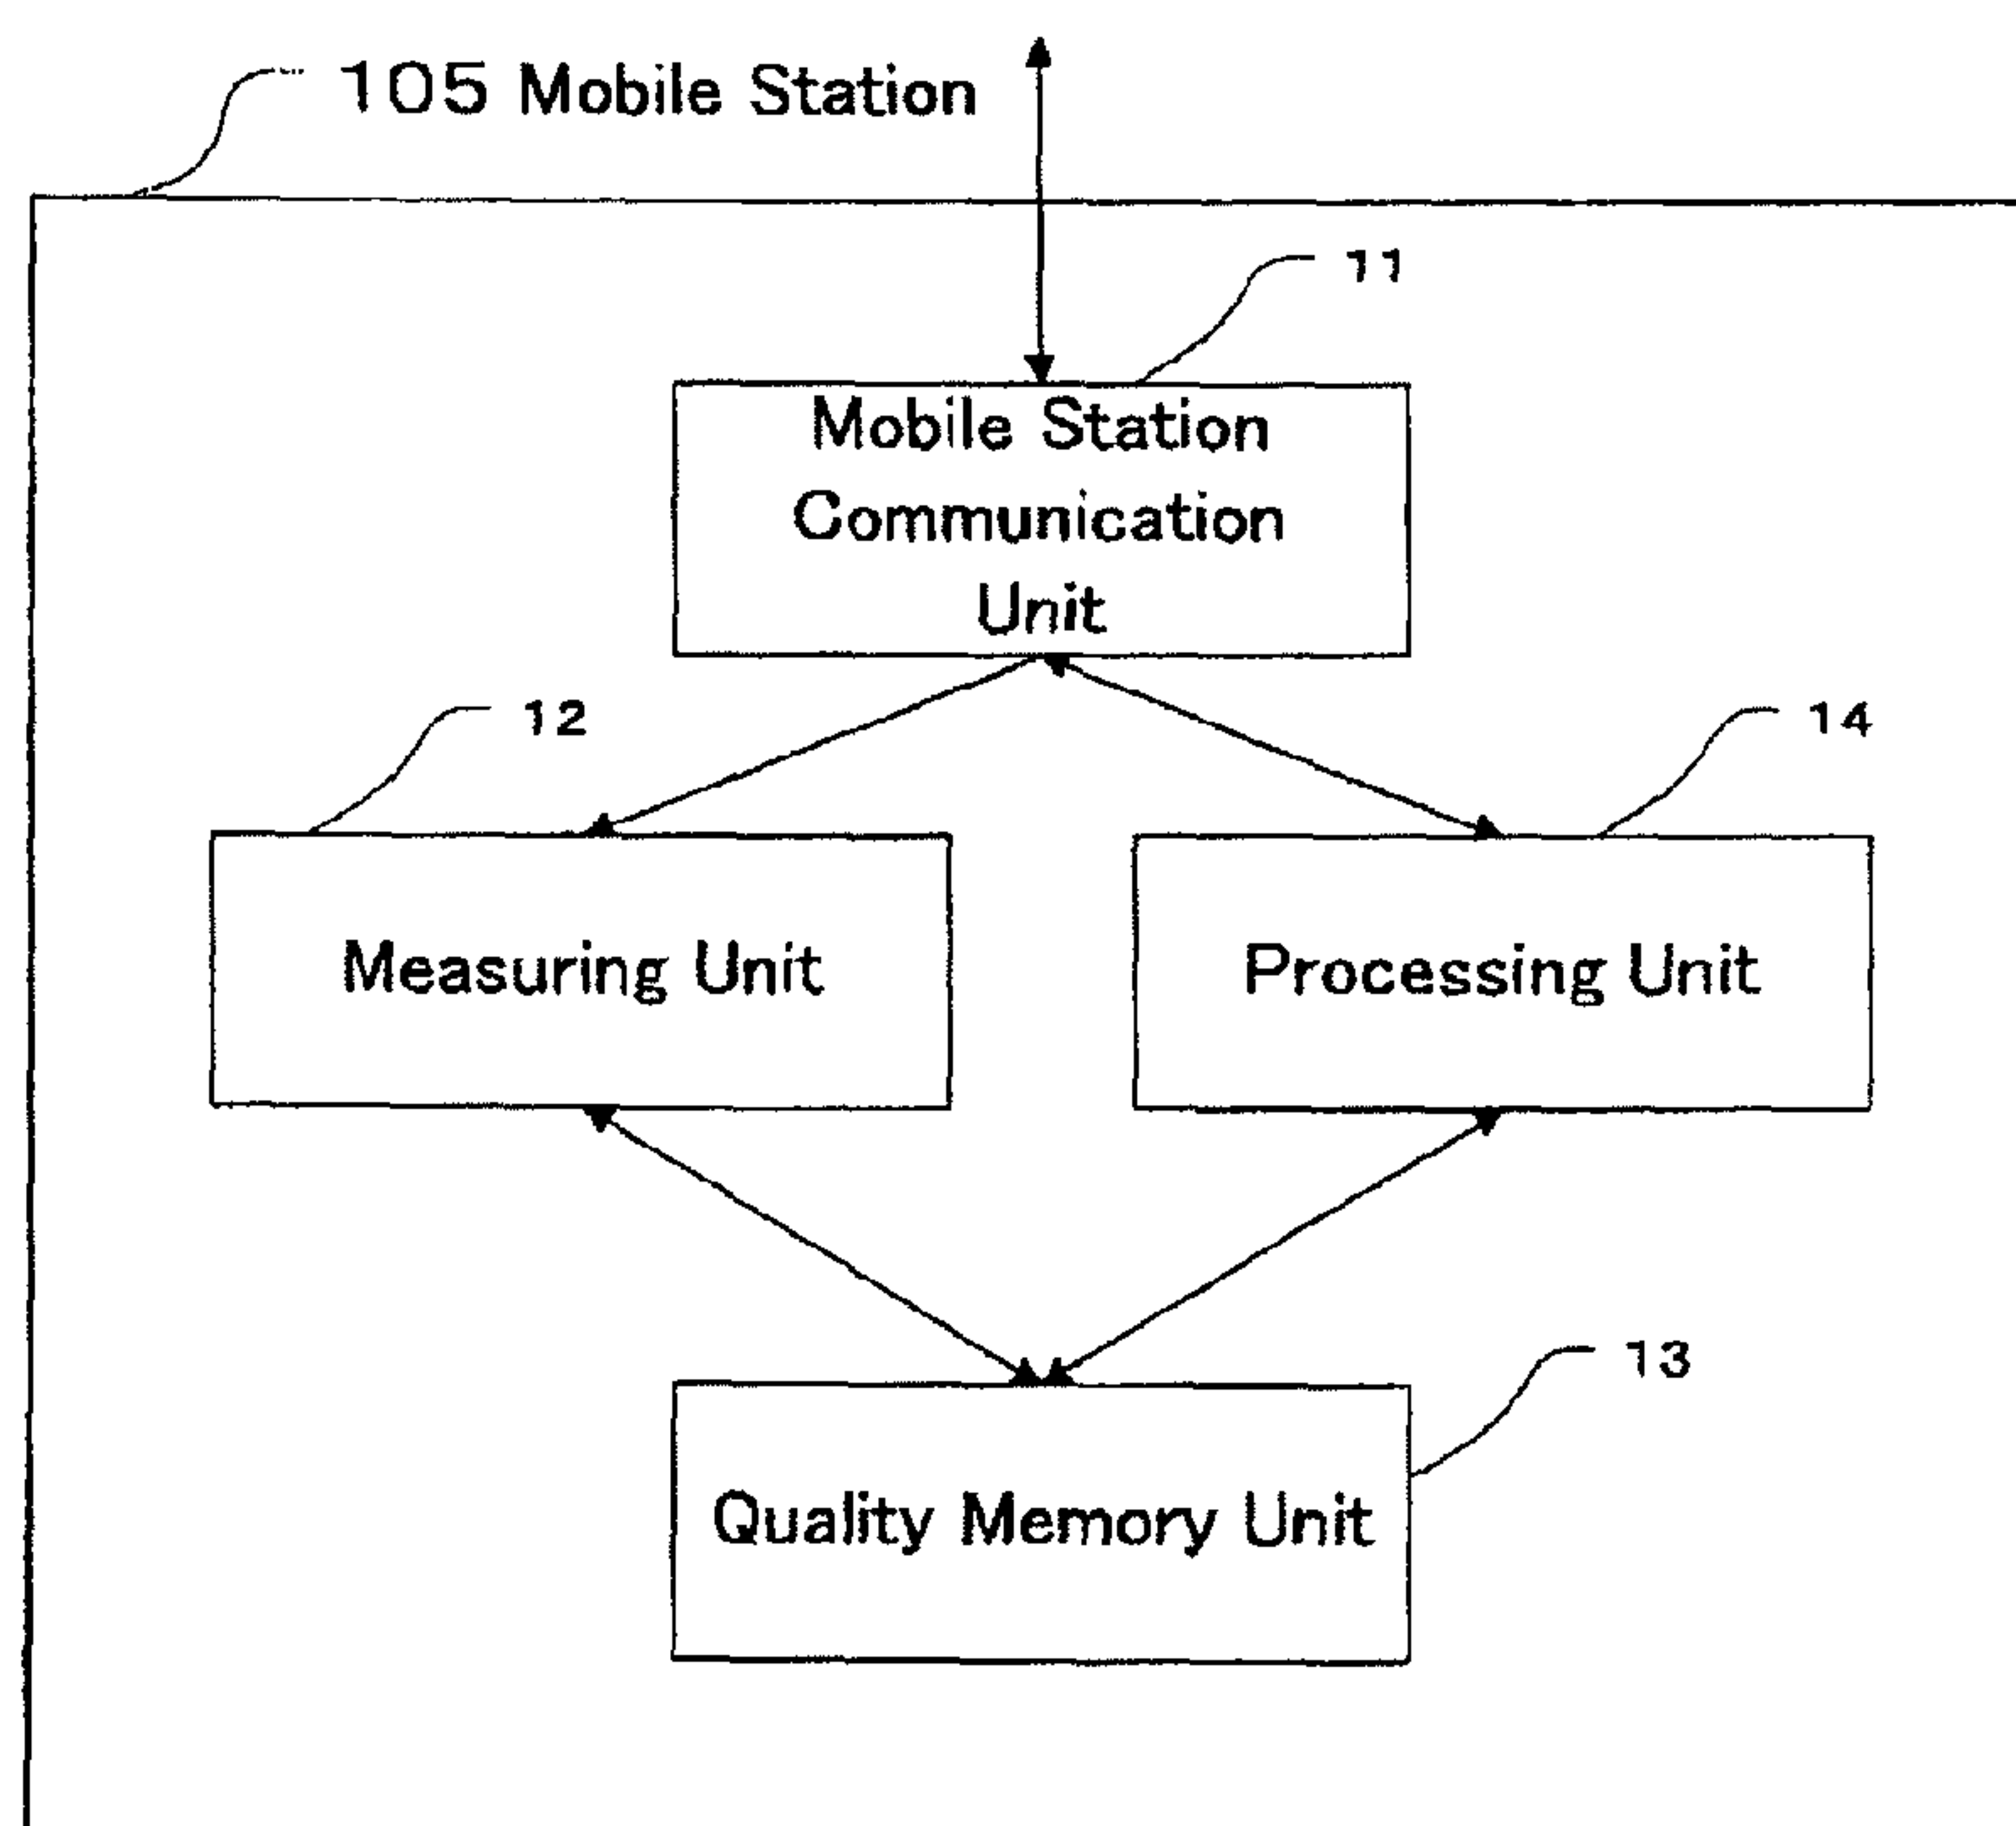 105 Mobile Station
11
Mobile Station
Communication
Unit
12
14
Measuring Unit
Processing Unit
13
Quality Memory Unit